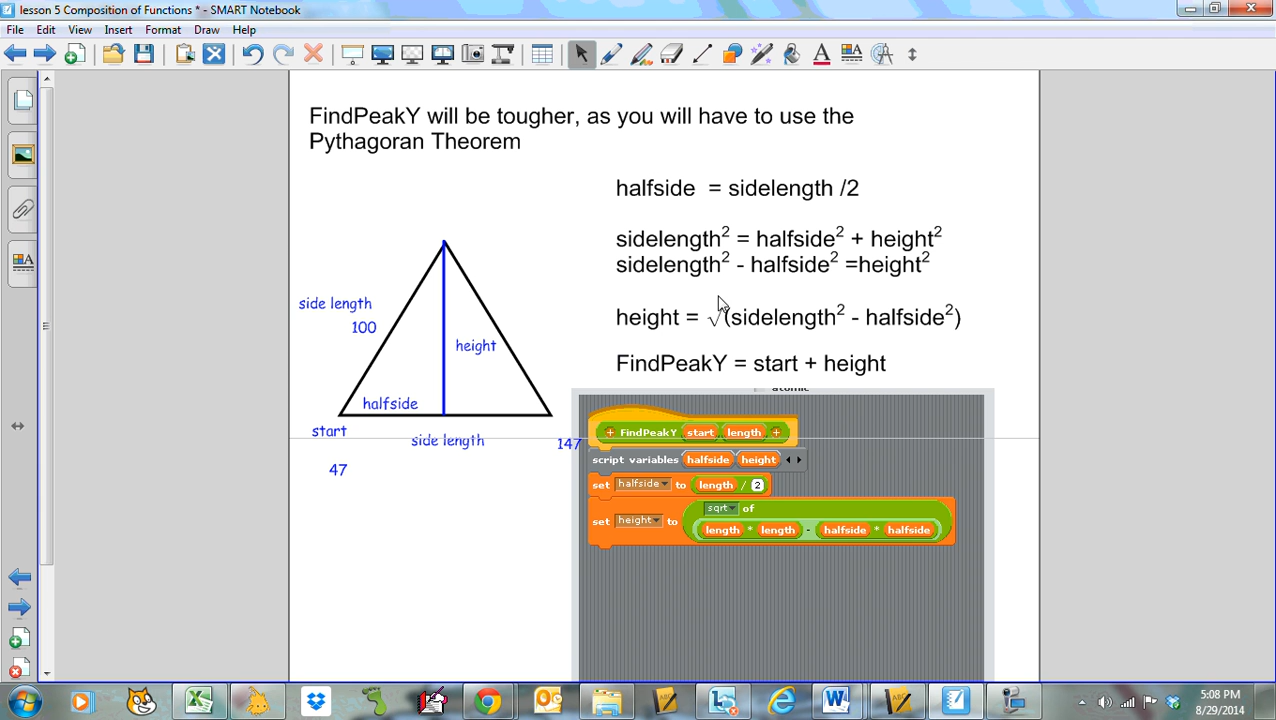 lesson 5 Composition of Functions * - SMART Notebook
File Edit View Insert Format Draw Help
FindPeakY will be tougher, as you will have to use the
Pythagoran Theorem
halfside = sidelength /2
sidelength² = halfside² + height²
sidelength² - halfside² =height²
height = √(sidelength² - halfside²)
FindPeakY = start + height
side length
100
height
halfside
start
side length
147
47
atomic
+ FindPeakY start length +
script variables halfside height
set halfside to length / 2
set height to sqrt of
length * length - halfside * halfside
5:08 PM
8/29/2014